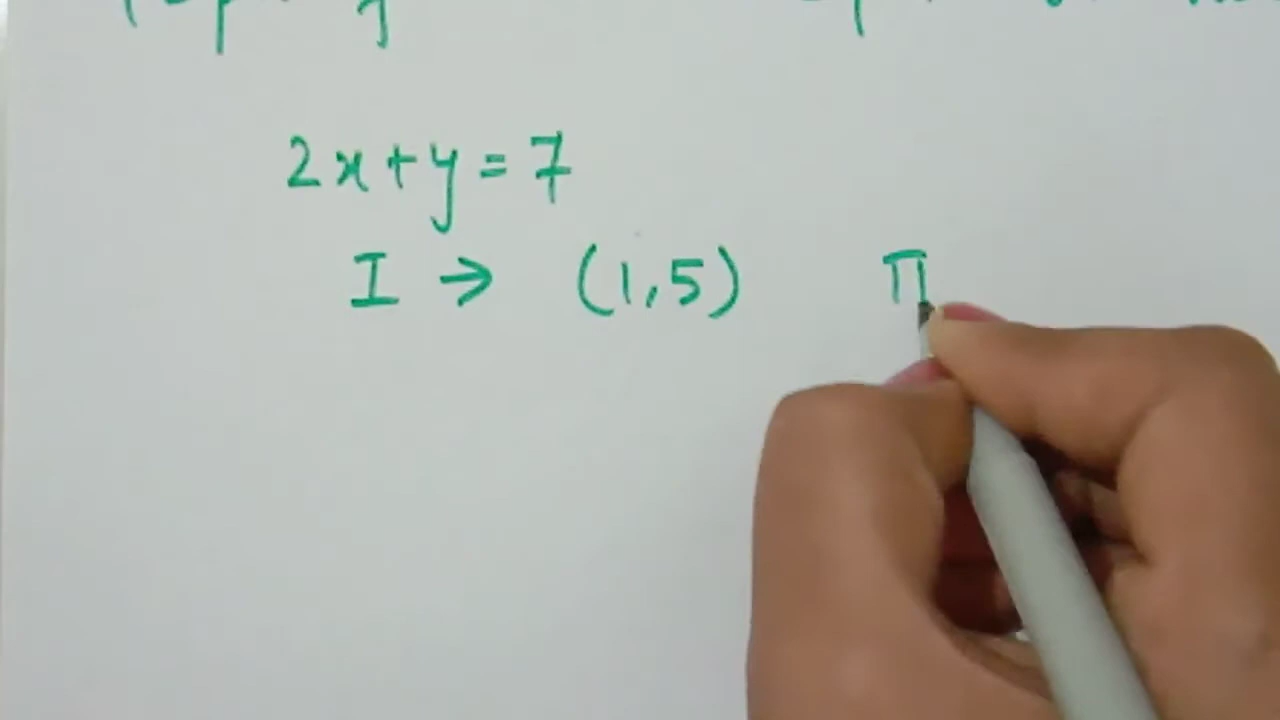 2x+y=7
I → (1,5) II